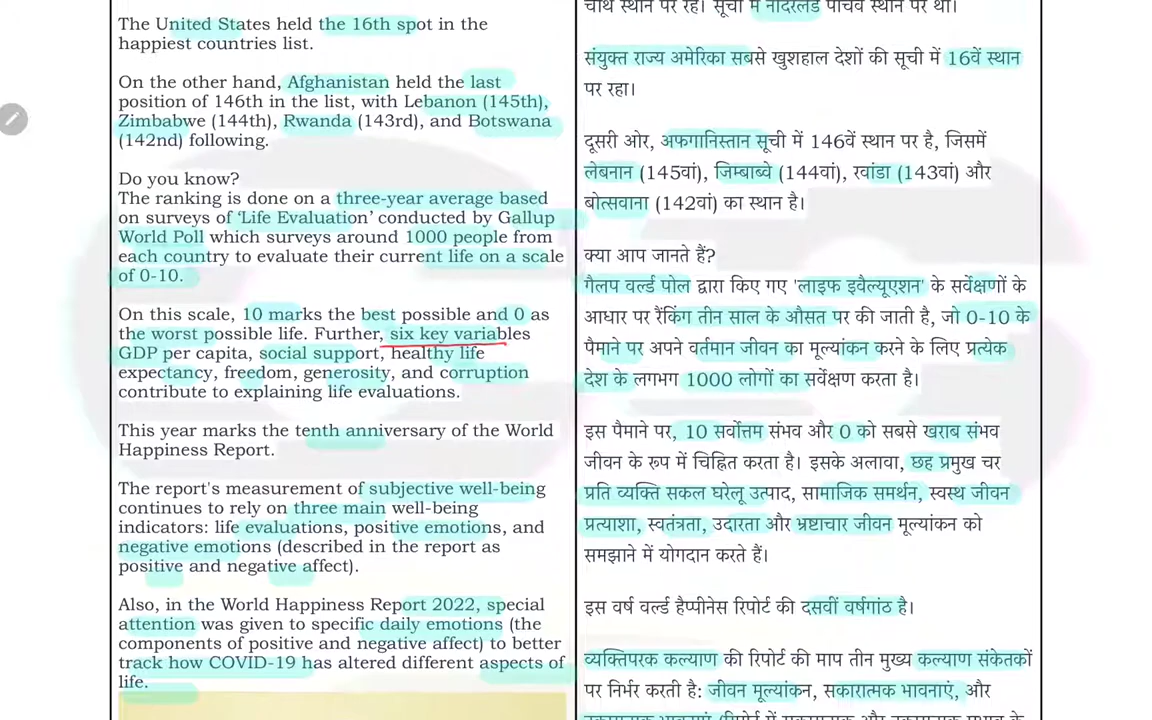 The United States held the 16th spot in the
happiest countries list.
On the other hand, Afghanistan held the last
position of 146th in the list, with Lebanon (145th),
Zimbabwe (144th), Rwanda (143rd), and Botswana
(142nd) following.
Do you know?
The ranking is done on a three-year average based
on surveys of ‘Life Evaluation’ conducted by Gallup
World Poll which surveys around 1000 people from
each country to evaluate their current life on a scale
of 0-10.
On this scale, 10 marks the best possible and 0 as
the worst possible life. Further, six key variables
GDP per capita, social support, healthy life
expectancy, freedom, generosity, and corruption
contribute to explaining life evaluations.
This year marks the tenth anniversary of the World
Happiness Report.
The report's measurement of subjective well-being
continues to rely on three main well-being
indicators: life evaluations, positive emotions, and
negative emotions (described in the report as
positive and negative affect).
Also, in the World Happiness Report 2022, special
attention was given to specific daily emotions (the
components of positive and negative affect) to better
track how COVID-19 has altered different aspects of
life.
चौथे स्थान पर रहे। सूची में नीदरलैंड पांचवें स्थान पर था।
संयुक्त राज्य अमेरिका सबसे खुशहाल देशों की सूची में 16वें स्थान
पर रहा।
दूसरी ओर, अफगानिस्तान सूची में 146वें स्थान पर है, जिसमें
लेबनान (145वां), जिम्बाब्वे (144वां), रवांडा (143वां) और
बोत्सवाना (142वां) का स्थान है।
क्या आप जानते हैं?
गैलप वर्ल्ड पोल द्वारा किए गए 'लाइफ इवैल्यूएशन' के सर्वेक्षणों के
आधार पर रैंकिंग तीन साल के औसत पर की जाती है, जो 0-10 के
पैमाने पर अपने वर्तमान जीवन का मूल्यांकन करने के लिए प्रत्येक
देश के लगभग 1000 लोगों का सर्वेक्षण करता है।
इस पैमाने पर, 10 सर्वोत्तम संभव और 0 को सबसे खराब संभव
जीवन के रूप में चिह्नित करता है। इसके अलावा, छह प्रमुख चर
प्रति व्यक्ति सकल घरेलू उत्पाद, सामाजिक समर्थन, स्वस्थ जीवन
प्रत्याशा, स्वतंत्रता, उदारता और भ्रष्टाचार जीवन मूल्यांकन को
समझाने में योगदान करते हैं।
इस वर्ष वर्ल्ड हैप्पीनेस रिपोर्ट की दसवीं वर्षगांठ है।
व्यक्तिपरक कल्याण की रिपोर्ट की माप तीन मुख्य कल्याण संकेतकों
पर निर्भर करती है: जीवन मूल्यांकन, सकारात्मक भावनाएं, और